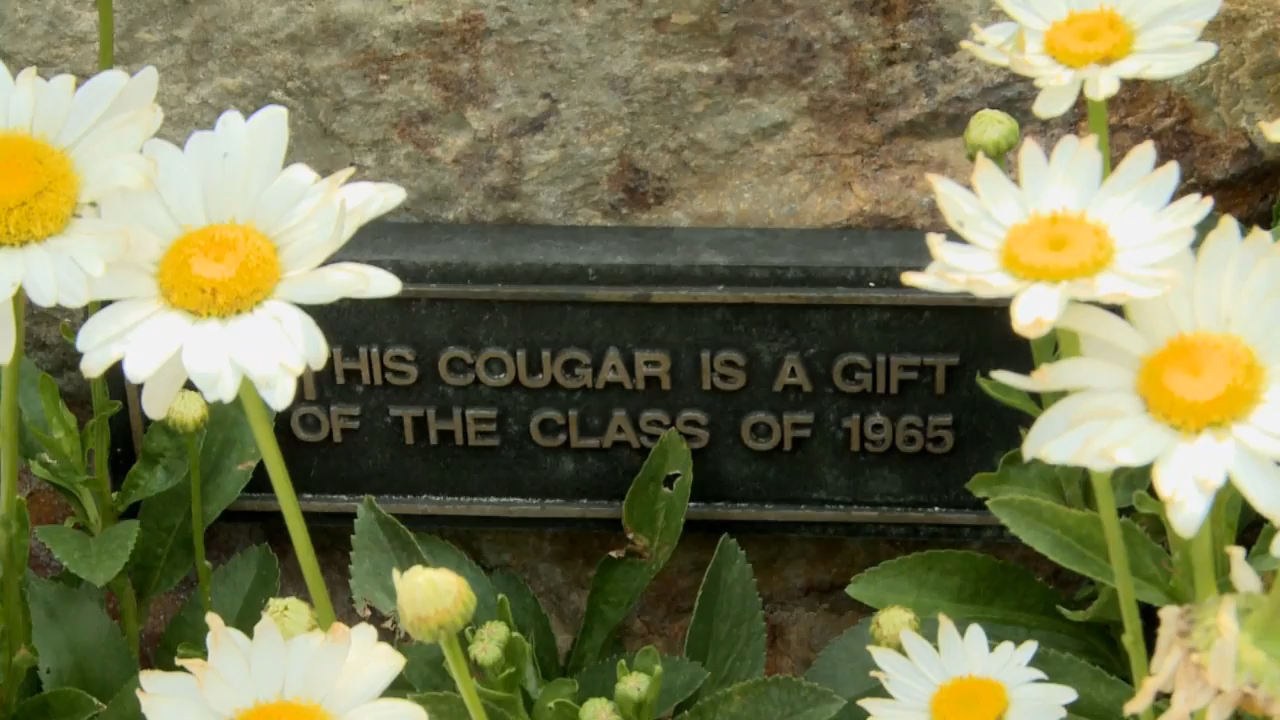 THIS COUGAR IS A GIFT
OF THE CLASS OF 1965